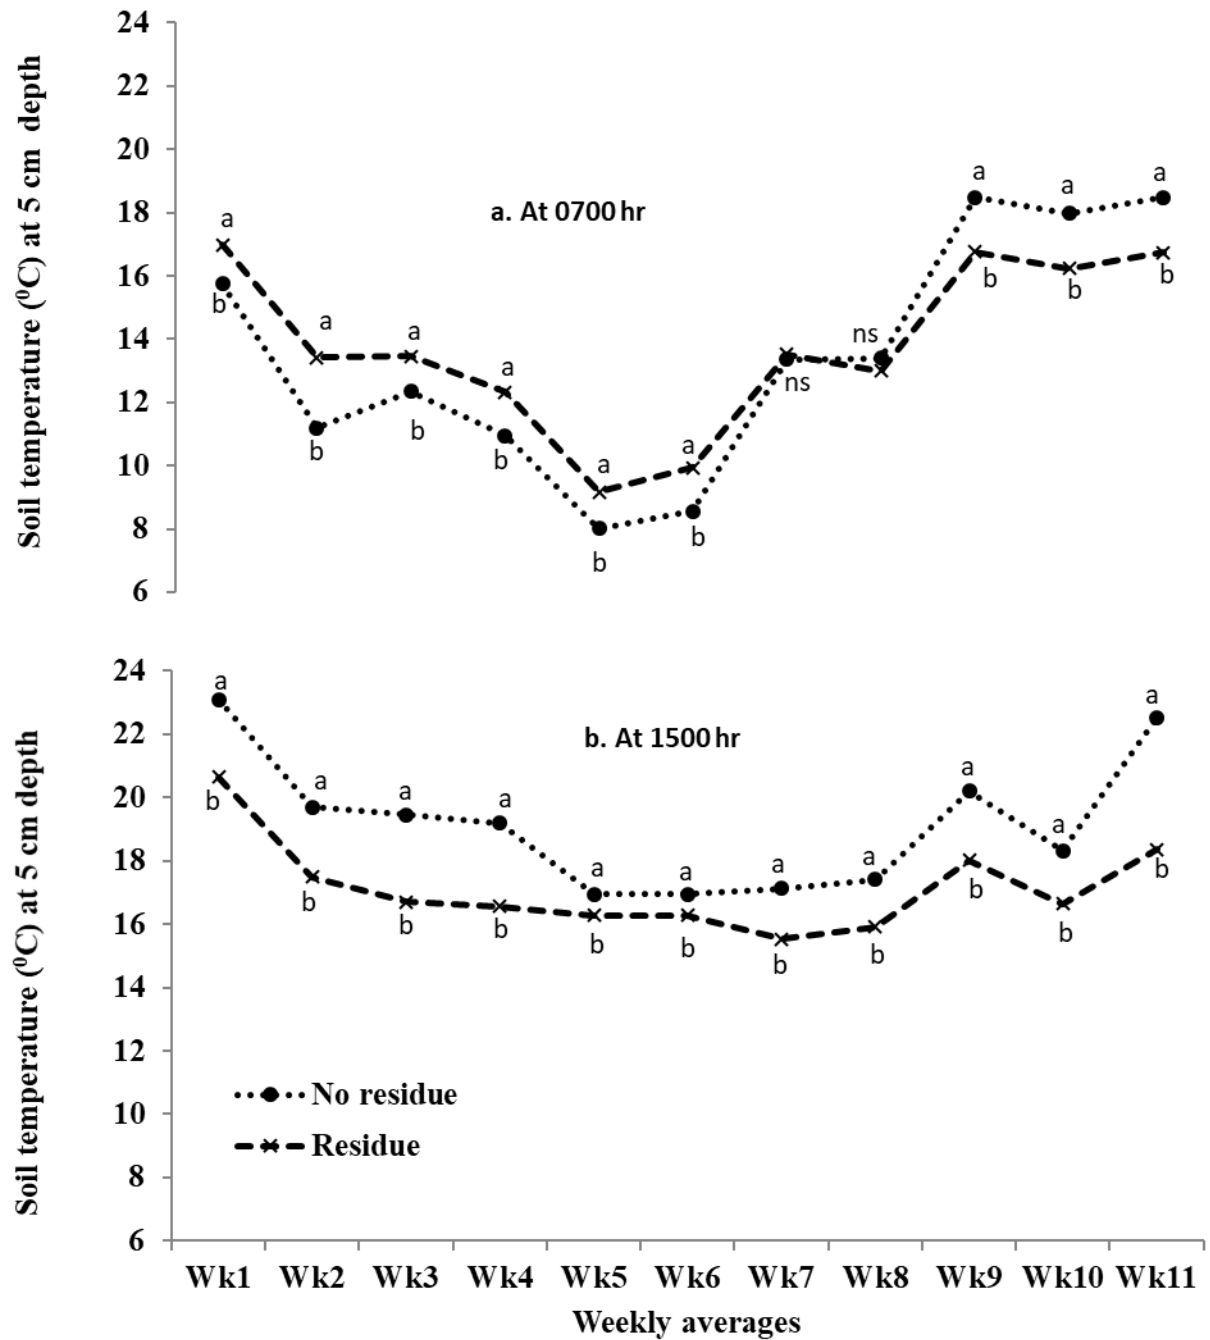 Soil temperature (⁰C) at 5 cm  depth
24
22
20
18
16
14
12
10
8
6
a. At 0700 hr
a
a
a
a
a
a
ns
a
a
a
b
b
b
b
b
b
ns
b
b
b
Soil temperature (⁰C) at 5 cm depth
24
22
20
18
16
14
12
10
8
6
b. At 1500 hr
a
a
a
a
a
a
a
a
a
a
a
b
b
b
b
b
b
b
b
b
b
b
No residue
Residue
Wk1 Wk2 Wk3 Wk4 Wk5 Wk6 Wk7 Wk8 Wk9 Wk10 Wk11
Weekly averages